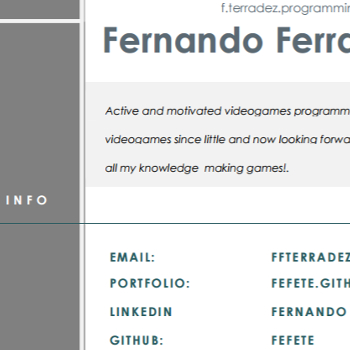 f.terradez.programmin
Fernando Ferra
Active and motivated videogames programm
videogames since little and now looking forwa
all my knowledge making games!.
INFO
EMAIL: FFTERRADEZ
PORTFOLIO: FEFETE.GITH
LINKEDIN FERNANDO
GITHUB: FEFETE